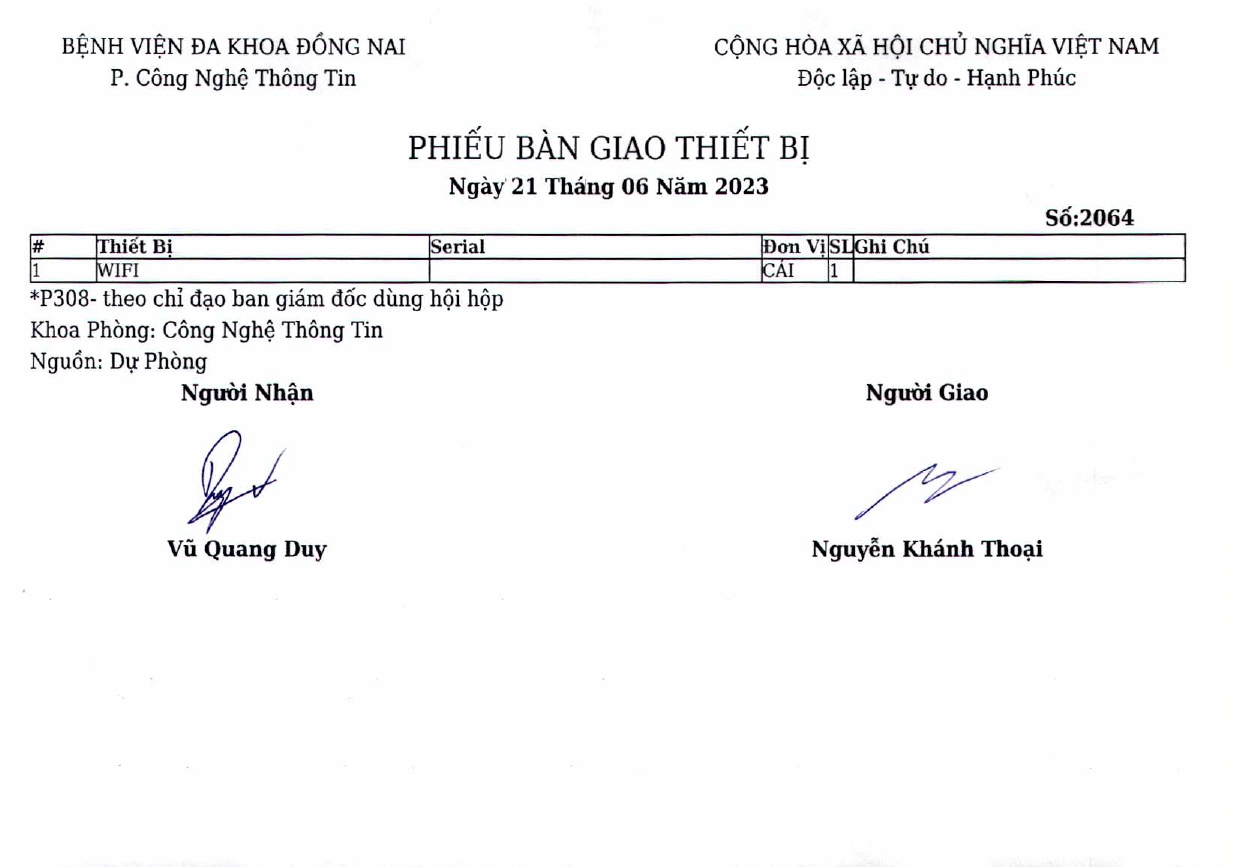 BỆNH VIỆN ĐA KHOA ĐỒNG NAI
P. Công Nghệ Thông Tin
CỘNG HÒA XÃ HỘI CHỦ NGHĨA VIỆT NAM
Độc lập - Tự do - Hạnh Phúc
PHIẾU BÀN GIAO THIẾT BỊ
Ngày 21 Tháng 06 Năm 2023
Số:2064
# Thiết Bị Serial Đơn Vị SL Ghi Chú
1 WIFI CÁI 1
*P308- theo chỉ đạo ban giám đốc dùng hội hộp
Khoa Phòng: Công Nghệ Thông Tin
Nguồn: Dự Phòng
Người Nhận Người Giao
Vũ Quang Duy Nguyễn Khánh Thoại